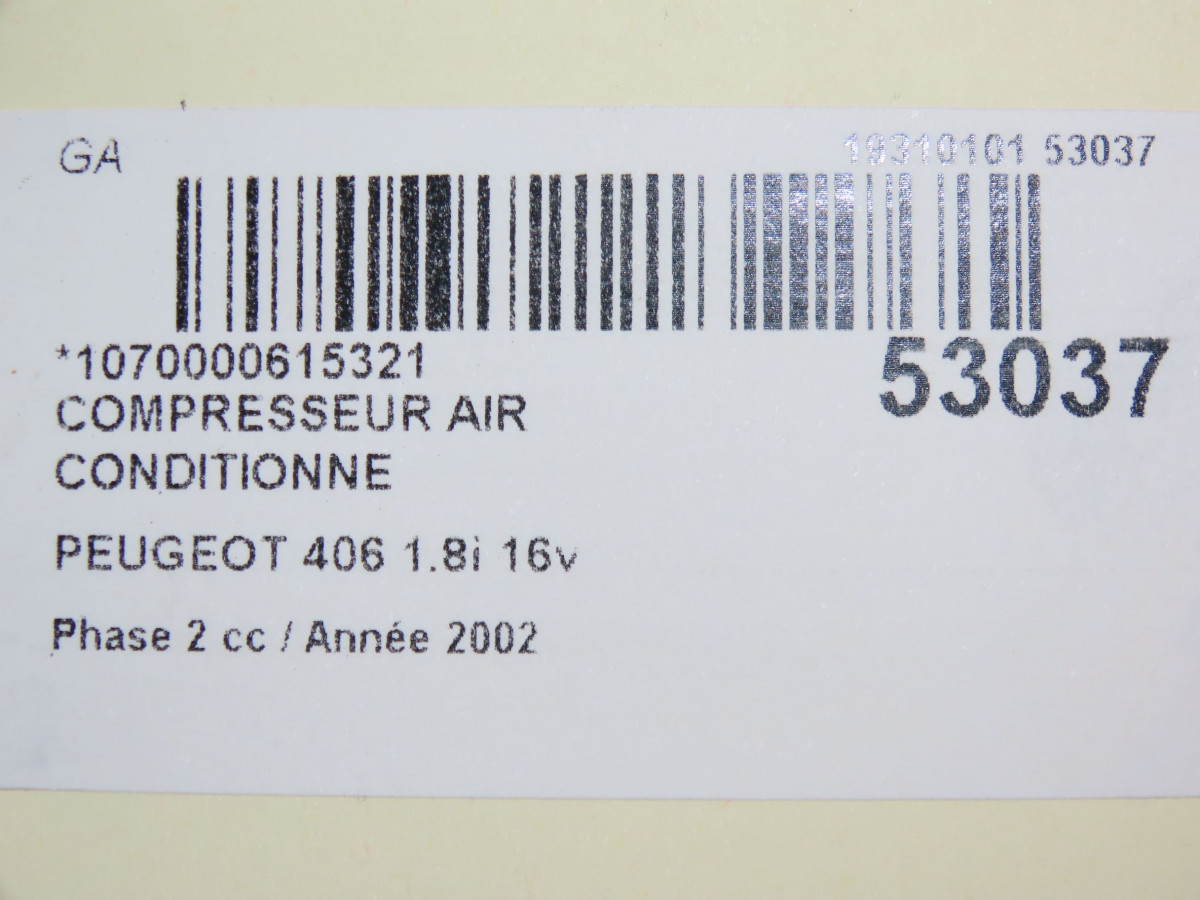 GA
19310101 53037
*1070000615321
53037
COMPRESSEUR AIR
CONDITIONNE
PEUGEOT 406 1.8i 16v
Phase 2 cc / Année 2002